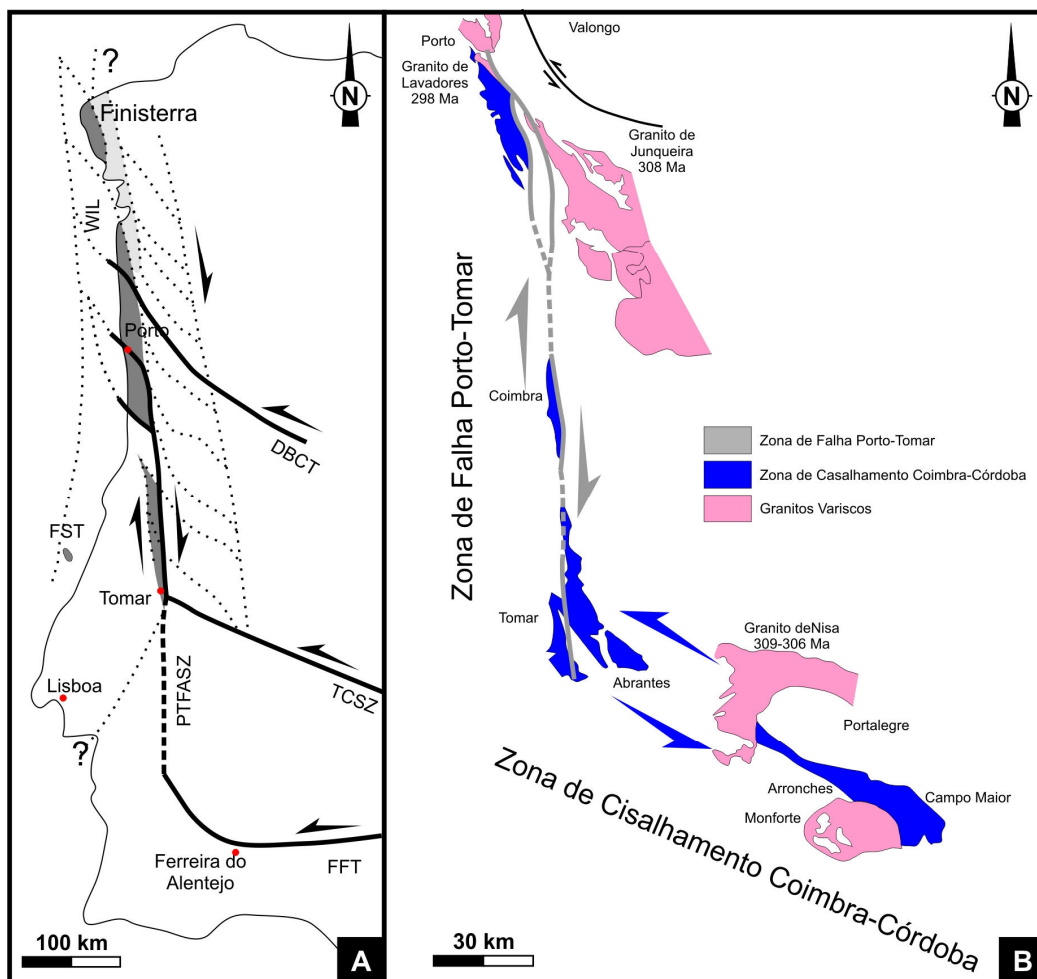 ?
N
Finisterra
WIL
Porto
DBCT
FST
Tomar
Lisboa
PTFASZ
TCSZ
?
Ferreira do
Alentejo
FFT
100 km
A
Porto
Valongo
Granito de
Lavadores
298 Ma
N
Granito de
Junqueira
308 Ma
Zona de Falha Porto-Tomar
Coimbra
Zona de Falha Porto-Tomar
Zona de Casalhamento Coimbra-Córdoba
Granitos Variscos
Tomar
Abrantes
Granito deNisa
309-306 Ma
Portalegre
Arronches
Campo Maior
Monforte
Zona de Cisalhamento Coimbra-Córdoba
30 km
B